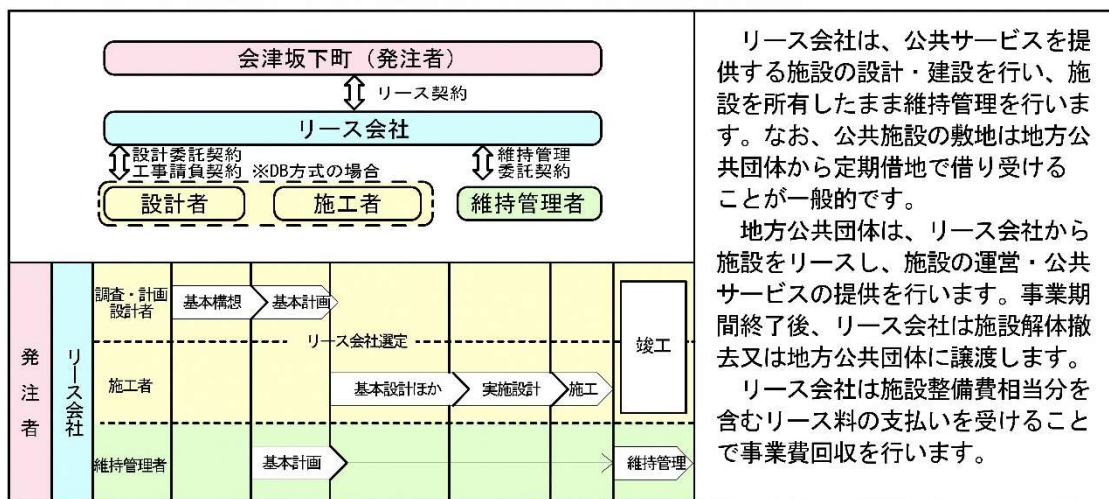 会津坂下町（発注者）
リース契約
リース会社
設計委託契約
工事請負契約 ※DB方式の場合
維持管理
委託契約
設計者
施工者
維持管理者
発注者
リース会社
調査・計画
設計者
基本構想
基本計画
リース会社選定
竣工
施工者
基本設計ほか
実施設計
施工
維持管理者
基本計画
維持管理
リース会社は、公共サービスを提
供する施設の設計・建設を行い、施
設を所有したまま維持管理を行いま
す。なお、公共施設の敷地は地方公
共団体から定期借地で借り受ける
ことが一般的です。
地方公共団体は、リース会社から
施設をリースし、施設の運営・公共
サービスの提供を行います。事業期
間終了後、リース会社は施設解体撤
去又は地方公共団体に譲渡します。
リース会社は施設整備費相当分を
含むリース料の支払いを受けること
で事業費回収を行います。